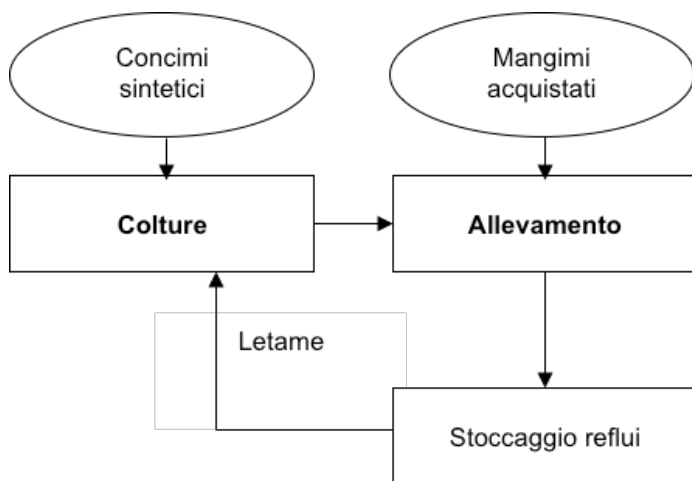 Concimi
sintetici
Mangimi
acquistati
Colture
Allevamento
Letame
Stoccaggio reflui